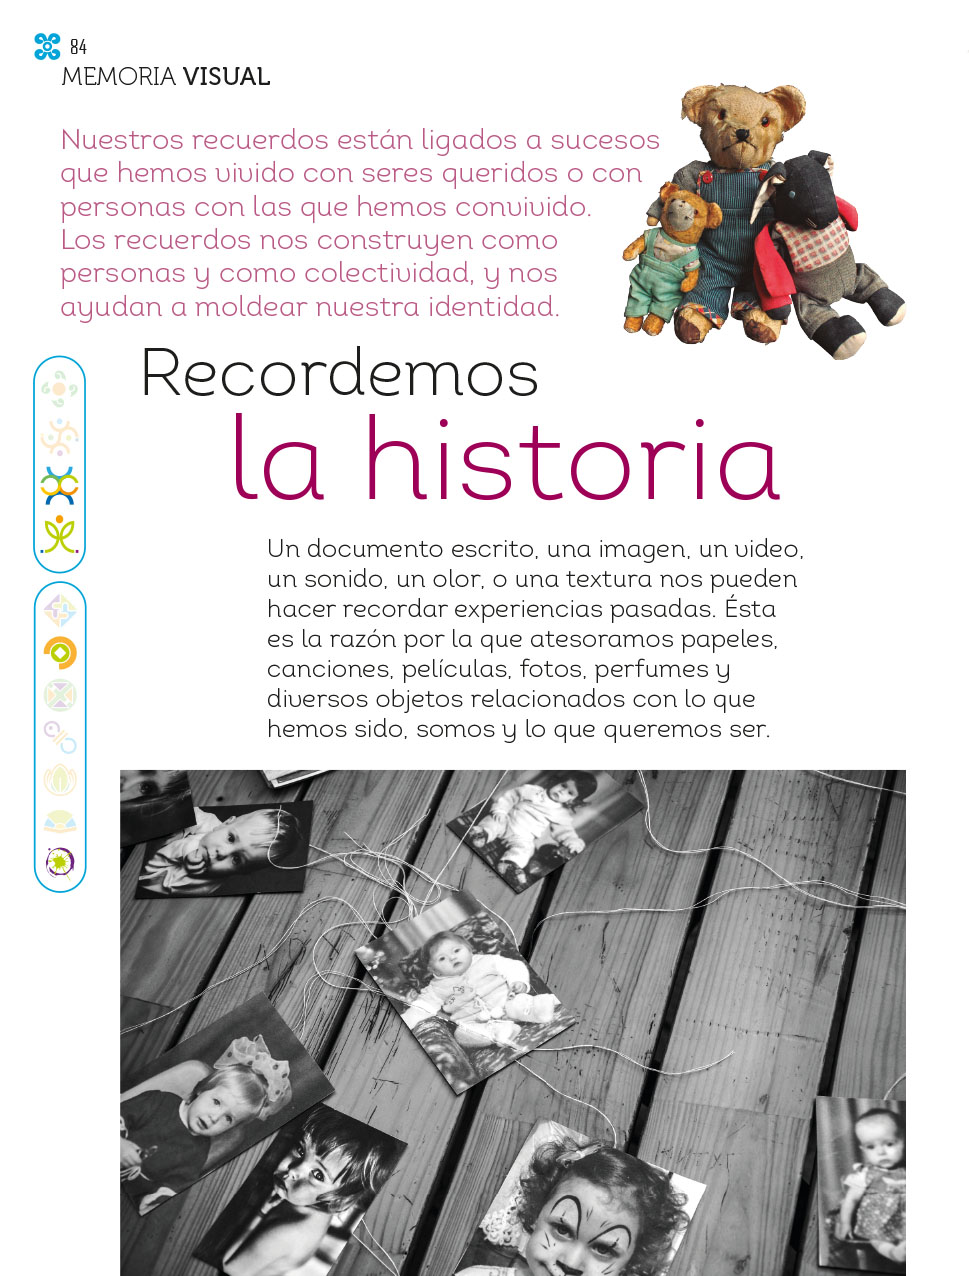 84
MEMORIA VISUAL
Nuestros recuerdos están ligados a sucesos
que hemos vivido con seres queridos o con
personas con las que hemos convivido.
Los recuerdos nos construyen como
personas y como colectividad, y nos
ayudan a moldear nuestra identidad.
Recordemos
la historia
Un documento escrito, una imagen, un video,
un sonido, un olor, o una textura nos pueden
hacer recordar experiencias pasadas. Ésta
es la razón por la que atesoramos papeles,
canciones, películas, fotos, perfumes y
diversos objetos relacionados con lo que
hemos sido, somos y lo que queremos ser.